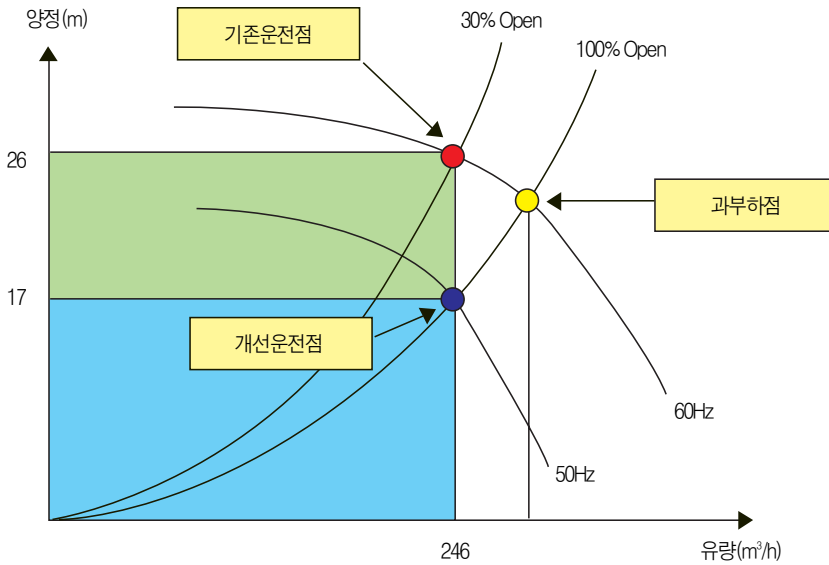 양정(m)
기존운전점
30% Open
100% Open
26
과부하점
17
개선운전점
60Hz
50Hz
246
유량(m³/h)